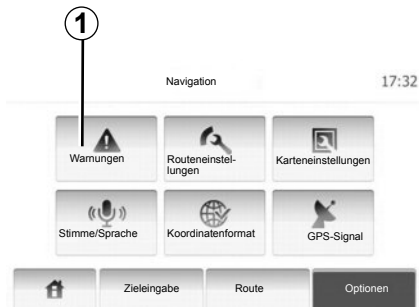 1
Navigation
17:32
Warnungen
Routeneinstel-
lungen
Karteneinstellungen
Stimme/Sprache
Koordinatenformat
GPS-Signal
Zieleingabe
Route
Optionen